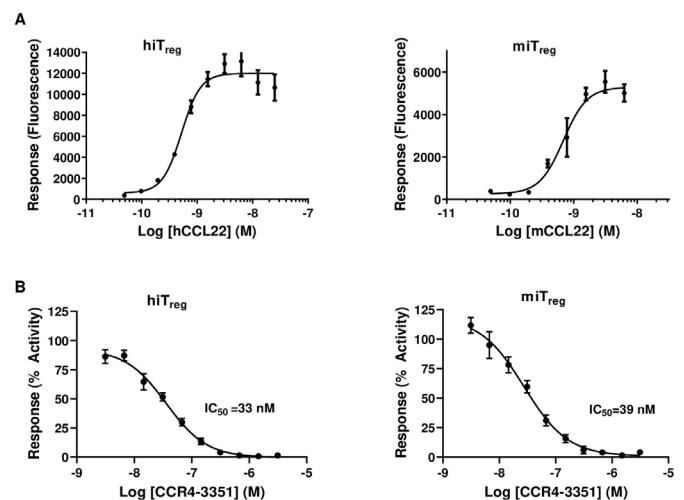 A
hiTreg
Response (Fluorescence)
14000
12000
10000
8000
6000
4000
2000
0
-11 -10 -9 -8 -7
Log [hCCL22] (M)
miTreg
Response (Fluorescence)
6000
4000
2000
0
-11 -10 -9 -8
Log [mCCL22] (M)
B
hiTreg
Response (% Activity)
125
100
75
50
25
0
IC50 =33 nM
-9 -8 -7 -6 -5
Log [CCR4-3351] (M)
miTreg
Response (% Activity)
125
100
75
50
25
0
IC50=39 nM
-9 -8 -7 -6 -5
Log [CCR4-3351] (M)